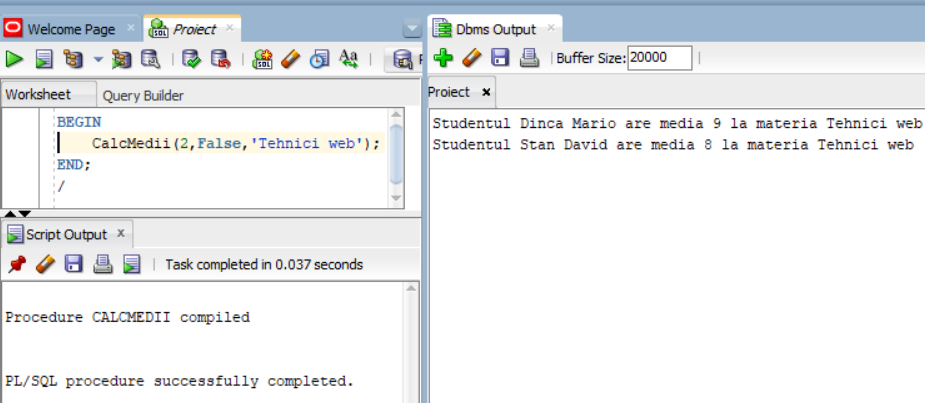 Welcome Page
Proiect
Worksheet
Query Builder
BEGIN
CalcMedii(2,False,'Tehnici web');
END;
/
Script Output
Task completed in 0.037 seconds
Procedure CALCMEDII compiled
PL/SQL procedure successfully completed.
Dbms Output
Buffer Size: 20000
Proiect
Studentul Dinca Mario are media 9 la materia Tehnici web
Studentul Stan David are media 8 la materia Tehnici web